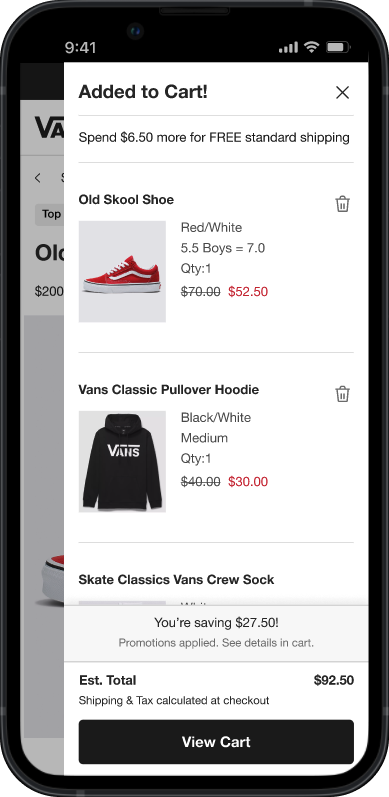 9:41
Added to Cart!
VA
Spend $6.50 more for FREE standard shipping
Top
Old Skool Shoe
Red/White
5.5 Boys = 7.0
Qty:1
$70.00 $52.50
$200
Vans Classic Pullover Hoodie
Black/White
Medium
Qty:1
$40.00 $30.00
VANS
Skate Classics Vans Crew Sock
You're saving $27.50!
Promotions applied. See details in cart.
Est. Total $92.50
Shipping & Tax calculated at checkout
View Cart